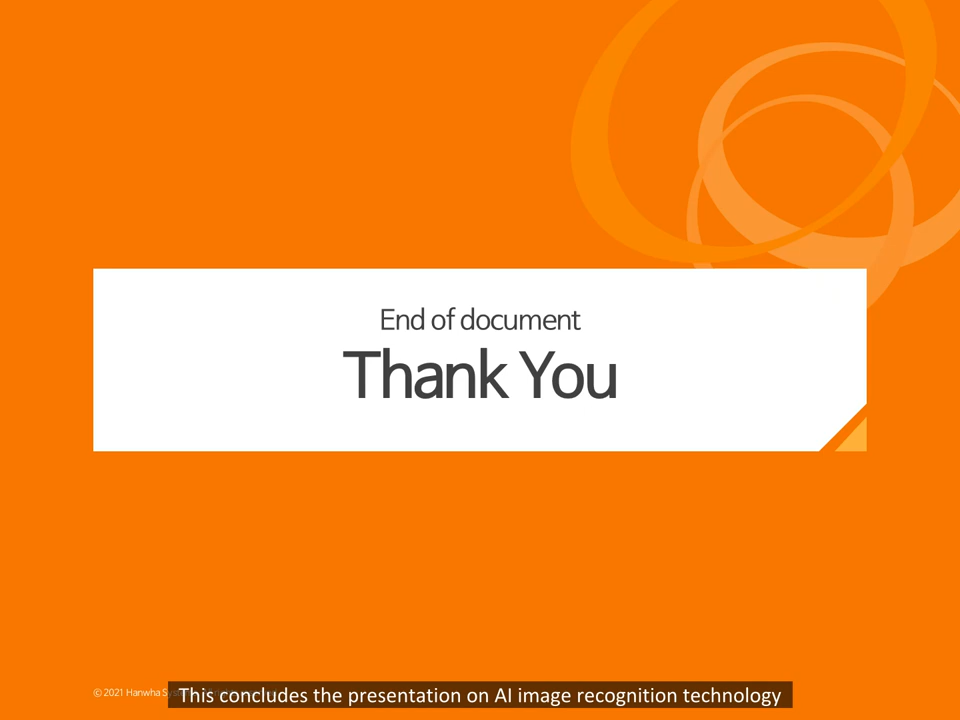 End of document
Thank You
© 2021 Hanwha
This concludes the presentation on AI image recognition technology